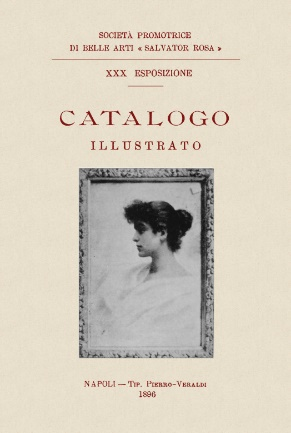 SOCIETÀ PROMOTRICE
DI BELLE ARTI « SALVATOR ROSA »
XXX ESPOSIZIONE
CATALOGO
ILLUSTRATO
NAPOLI — TIP. PIERRO-VERALDI
1896